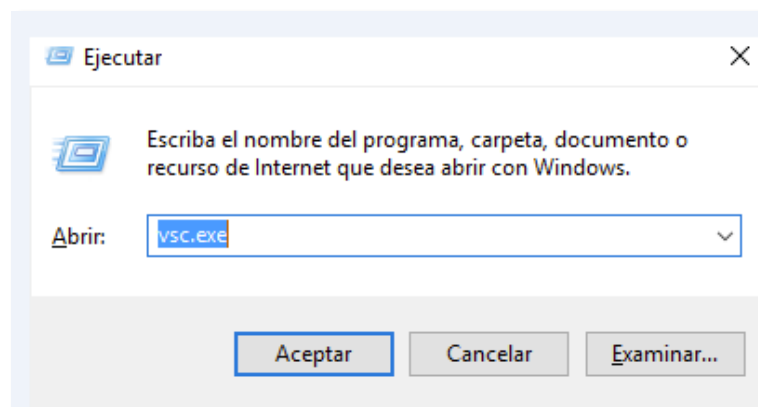 Ejecutar
Escriba el nombre del programa, carpeta, documento o
recurso de Internet que desea abrir con Windows.
Abrir: vsc.exe
Aceptar Cancelar Examinar...